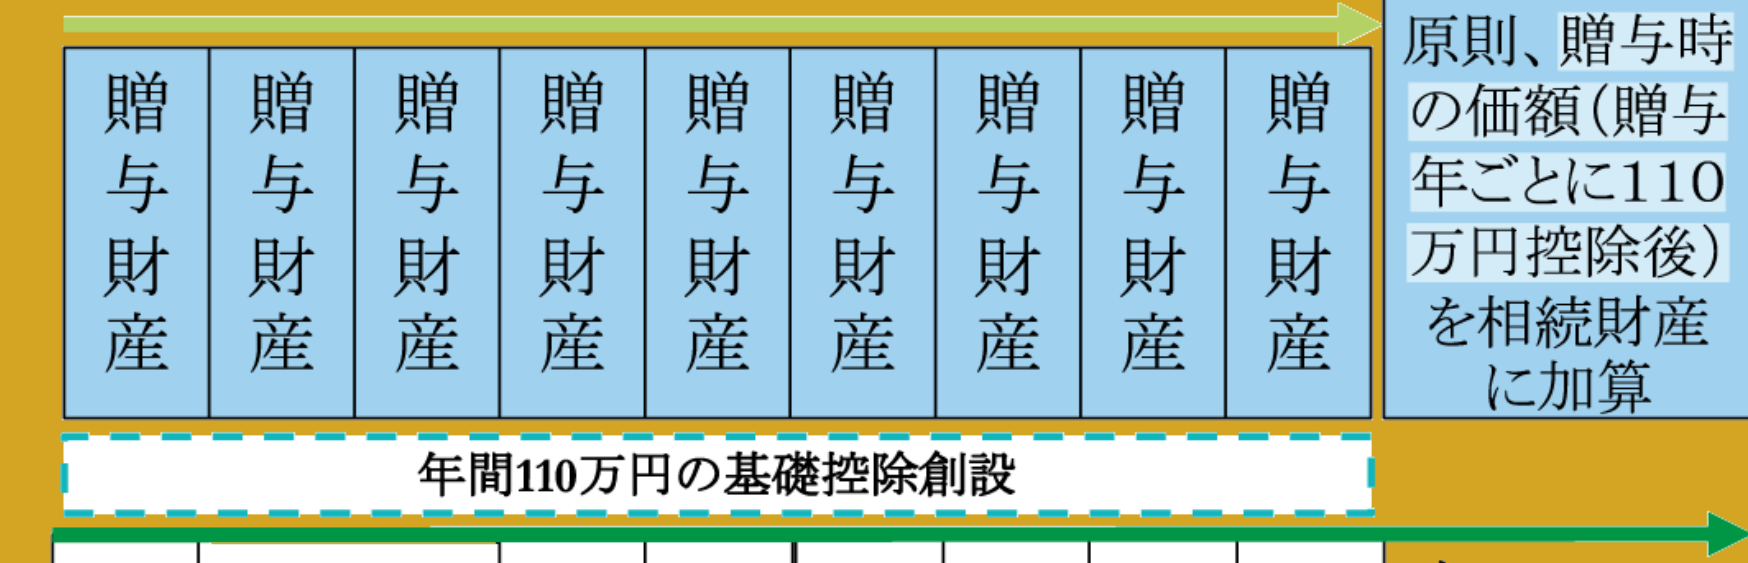 贈与財産
贈与財産
贈与財産
贈与財産
贈与財産
贈与財産
贈与財産
贈与財産
贈与財産
原則、贈与時
の価額(贈与
年ごとに110
万円控除後)
を相続財産
に加算
年間110万円の基礎控除創設